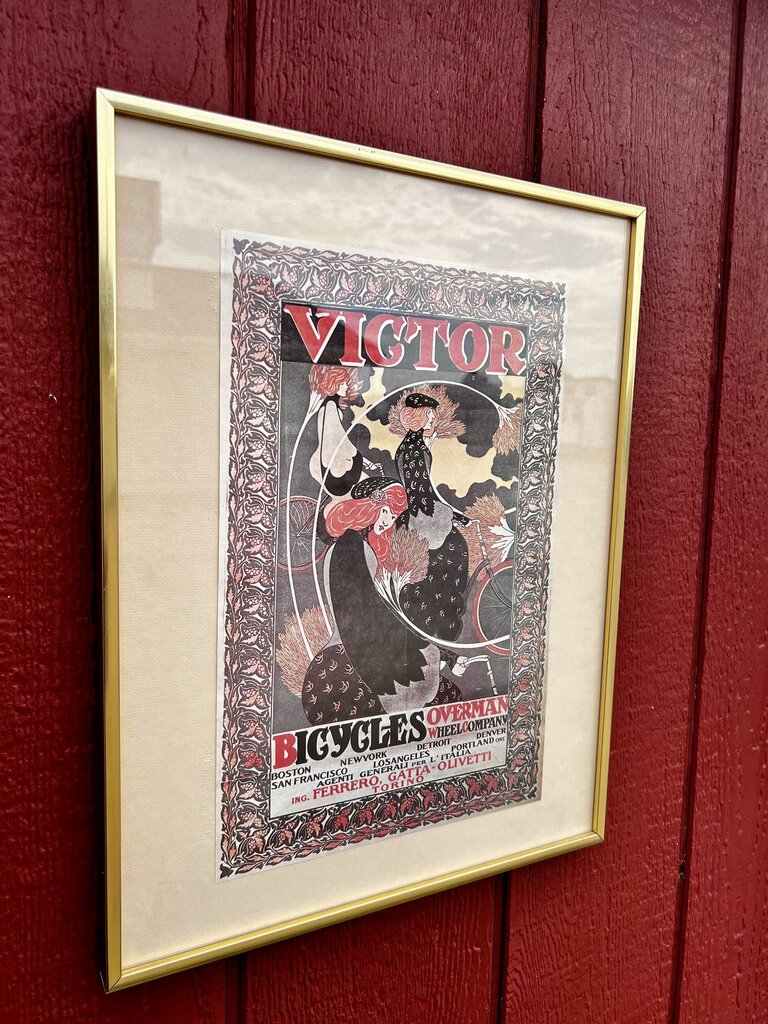 VICTOR
BICYCLES OVERMAN
WHEEL COMPANY
BOSTON NEWYORK DETROIT DENVER
SAN FRANCISCO LOSANGELES PORTLAND ORE.
AGENTI GENERALI PER L'ITALIA
ING. FERRERO, GATTA-OLIVETTI
TORINO